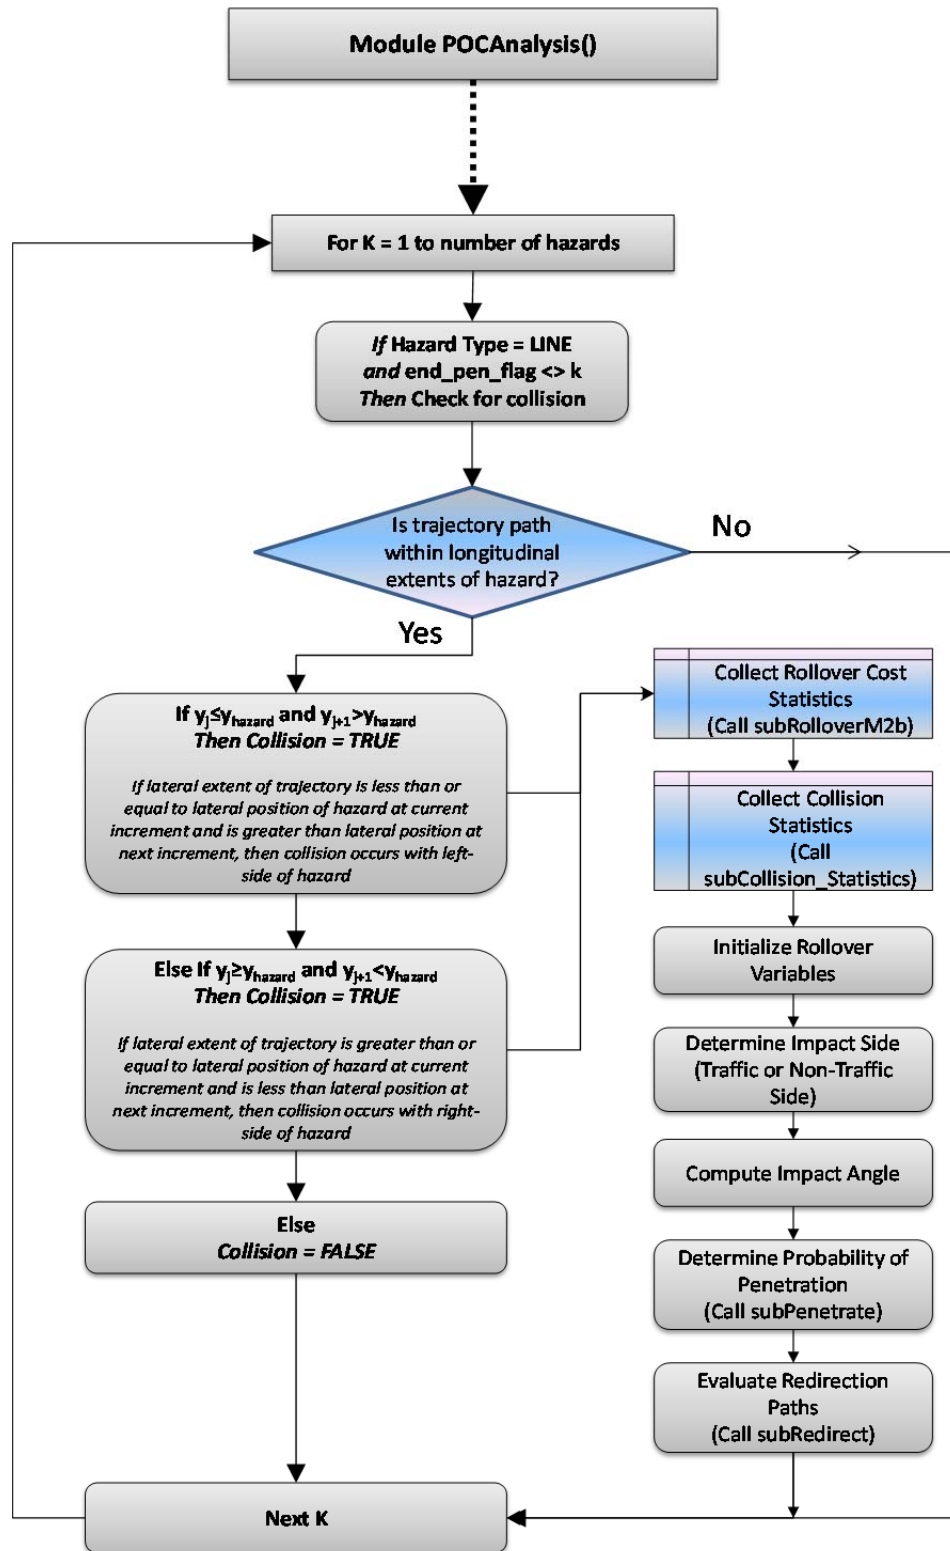 Module POCAnalysis()
For K = 1 to number of hazards
If Hazard Type = LINE
and end_pen_flag <> k
Then Check for collision
Is trajectory path
within longitudinal
extents of hazard?
No
Yes
If yj≤yhazard and yj+1>yhazard
Then Collision = TRUE
If lateral extent of trajectory is less than or
equal to lateral position of hazard at current
increment and is greater than lateral position at
next increment, then collision occurs with left-
side of hazard
Else If yj≥yhazard and yj+1<yhazard
Then Collision = TRUE
If lateral extent of trajectory is greater than or
equal to lateral position of hazard at current
increment and is less than lateral position at
next increment, then collision occurs with right-
side of hazard
Else
Collision = FALSE
Collect Rollover Cost
Statistics
(Call subRolloverM2b)
Collect Collision
Statistics
(Call
subCollision_Statistics)
Initialize Rollover
Variables
Determine Impact Side
(Traffic or Non-Traffic
Side)
Compute Impact Angle
Determine Probability of
Penetration
(Call subPenetrate)
Evaluate Redirection
Paths
(Call subRedirect)
Next K